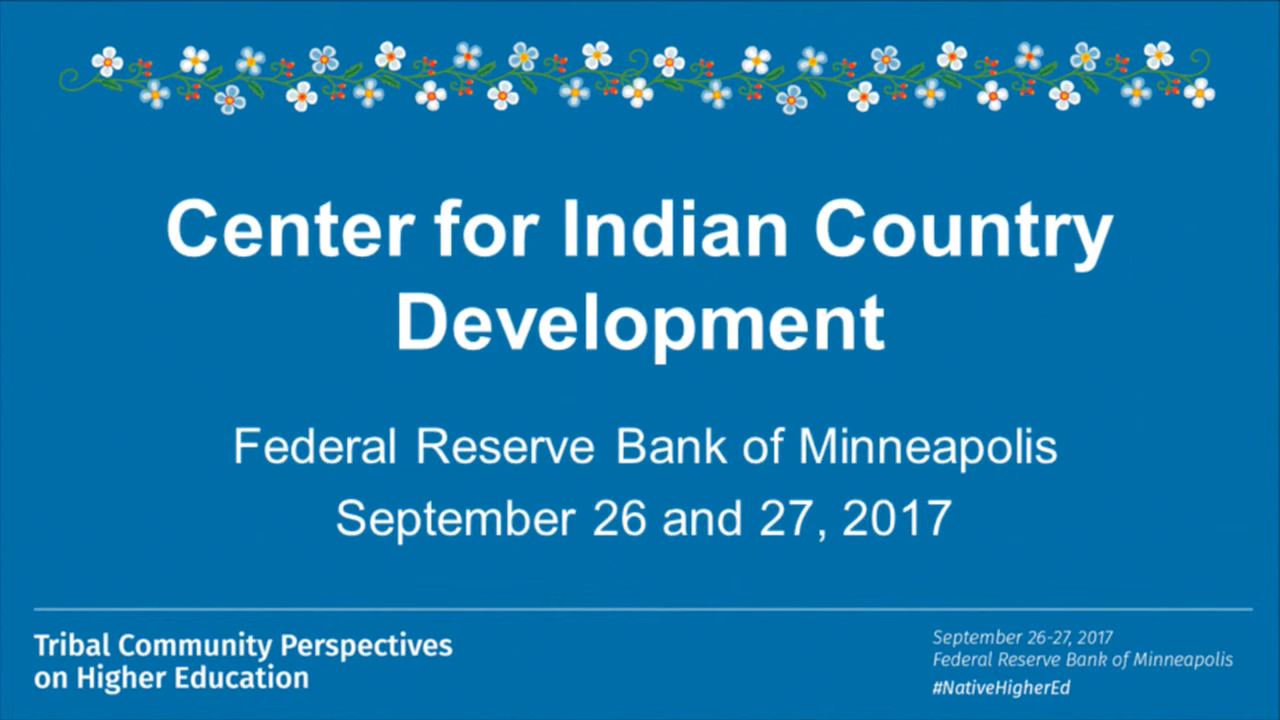 Center for Indian Country
Development
Federal Reserve Bank of Minneapolis
September 26 and 27, 2017
Tribal Community Perspectives
on Higher Education
September 26-27, 2017
Federal Reserve Bank of Minneapolis
#NativeHigherEd